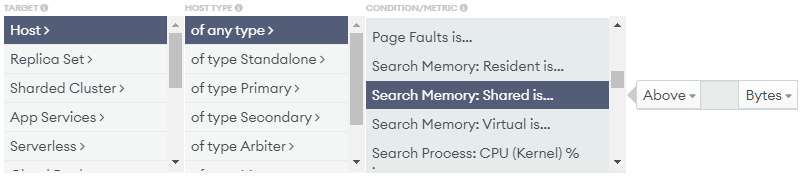 TARGET
HOST TYPE
CONDITION/METRIC
Host >
Replica Set >
Sharded Cluster >
App Services >
Serverless >
of any type >
of type Standalone >
of type Primary >
of type Secondary >
of type Arbiter >
Page Faults is...
Search Memory: Resident is...
Search Memory: Shared is...
Search Memory: Virtual is...
Search Process: CPU (Kernel) %
Above
Bytes